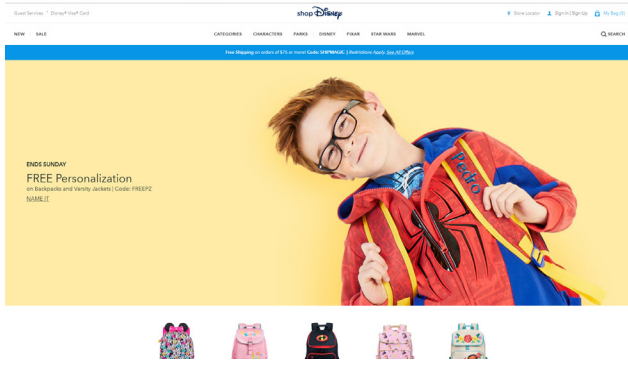 Guest Services
Disney® Visa® Card
shop Disney
Store Locator
Sign In | Sign Up
My Bag (0)
NEW
SALE
CATEGORIES
CHARACTERS
PARKS
DISNEY
PIXAR
STAR WARS
MARVEL
SEARCH
Free Shipping on orders of $75 or more! Code: SHIPMAGIC | Restrictions Apply. See All Offers
ENDS SUNDAY
FREE Personalization
on Backpacks and Varsity Jackets | Code: FREEPZ
NAME IT
Pedro